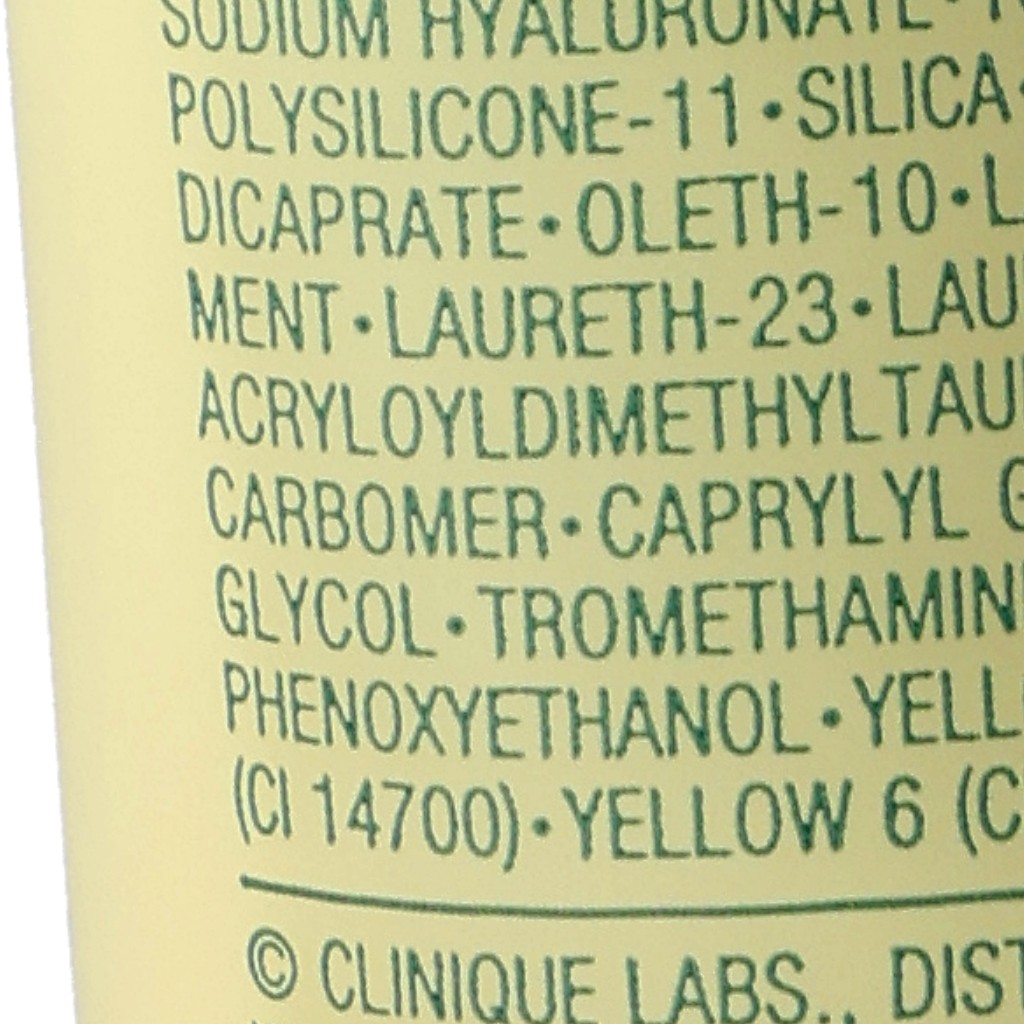 SODIUM HYALURONATE •
POLYSILICONE-11 • SILICA •
DICAPRATE • OLETH-10 • L
MENT • LAURETH-23 • LAU
ACRYLOYLDIMETHYLTAU
CARBOMER • CAPRYLYL G
GLYCOL • TROMETHAMIN
PHENOXYETHANOL • YELL
(CI 14700) • YELLOW 6 (C
© CLINIQUE LABS., DIST